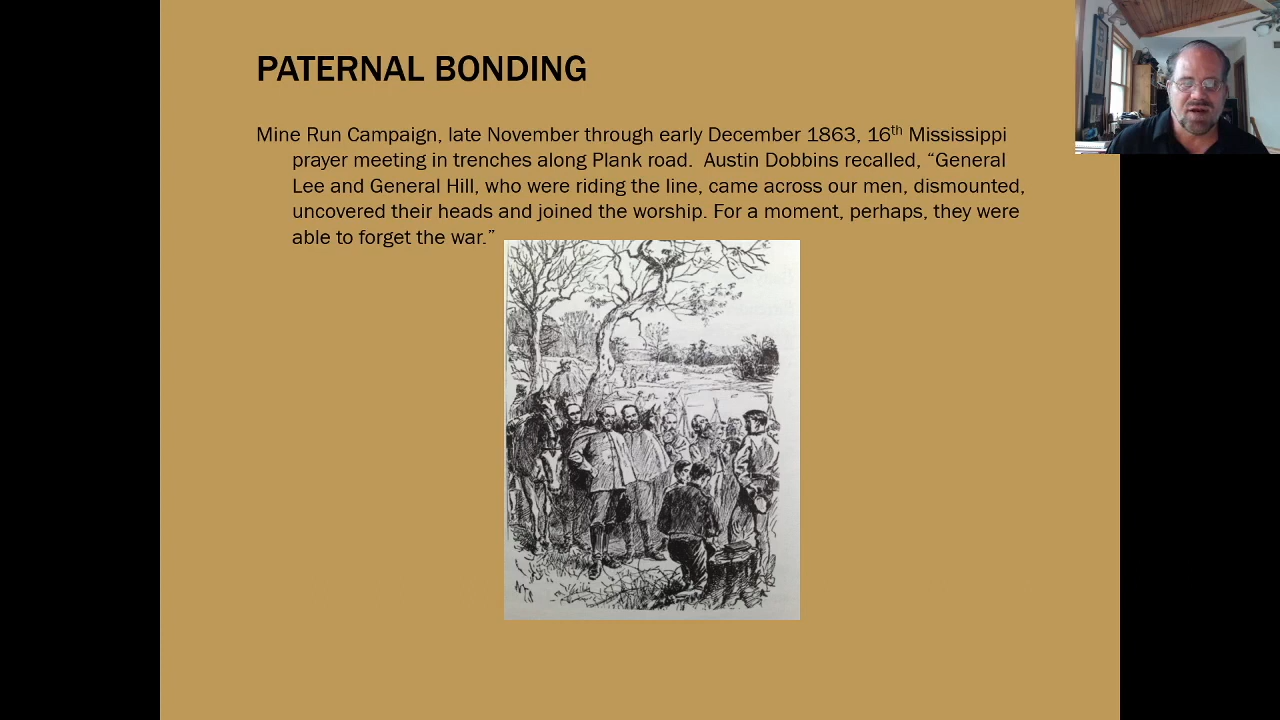 PATERNAL BONDING
Mine Run Campaign, late November through early December 1863, 16th Mississippi
prayer meeting in trenches along Plank road.  Austin Dobbins recalled, “General
Lee and General Hill, who were riding the line, came across our men, dismounted,
uncovered their heads and joined the worship. For a moment, perhaps, they were
able to forget the war.”